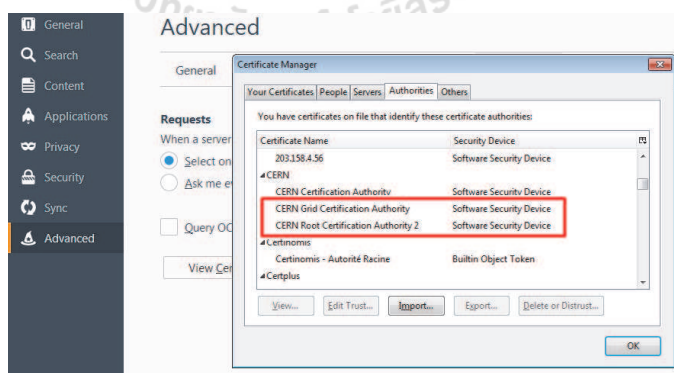 General
Search
Content
Applications
Privacy
Security
Sync
Advanced
Advanced
General
Requests
When a server
Select on
Ask me e
Query OC
View Cer
Certificate Manager
Your Certificates People Servers Authorities Others
You have certificates on file that identify these certificate authorities:
Certificate Name Security Device
203.158.4.56 Software Security Device
CERN
CERN Certification Authority Software Security Device
CERN Grid Certification Authority Software Security Device
CERN Root Certification Authority 2 Software Security Device
Certinomis
Certinomis - Autorité Racine Builtin Object Token
Certplus
View... Edit Trust... Import... Export... Delete or Distrust...
OK